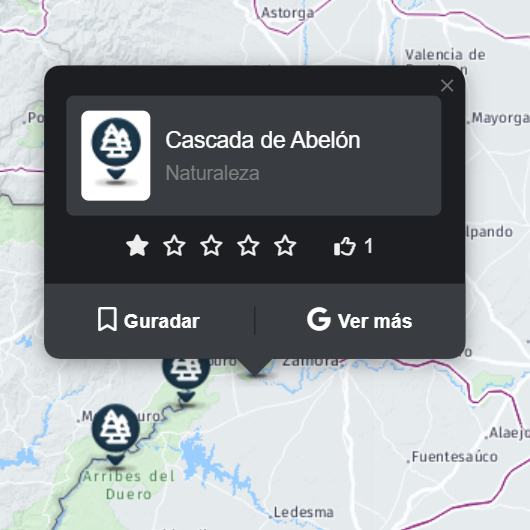 Astorga
Valencia de
Po
Mayorga
Cascada de Abelón
Naturaleza
lpando
1
Guradar
G Ver más
Zamora
Alaejo
Fuentesaúco
Arribes del
Duero
Ledesma